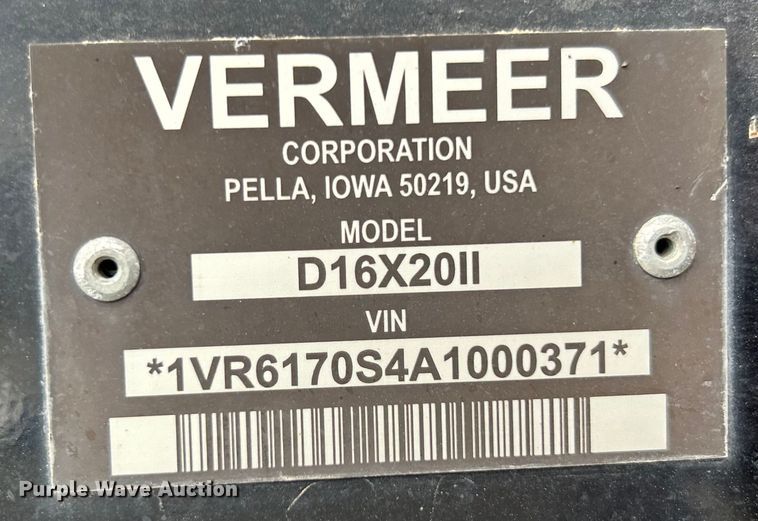 VERMEER
CORPORATION
PELLA, IOWA 50219, USA
MODEL
D16X20II
VIN
*1VR6170S4A1000371*
Purple Wave Auction